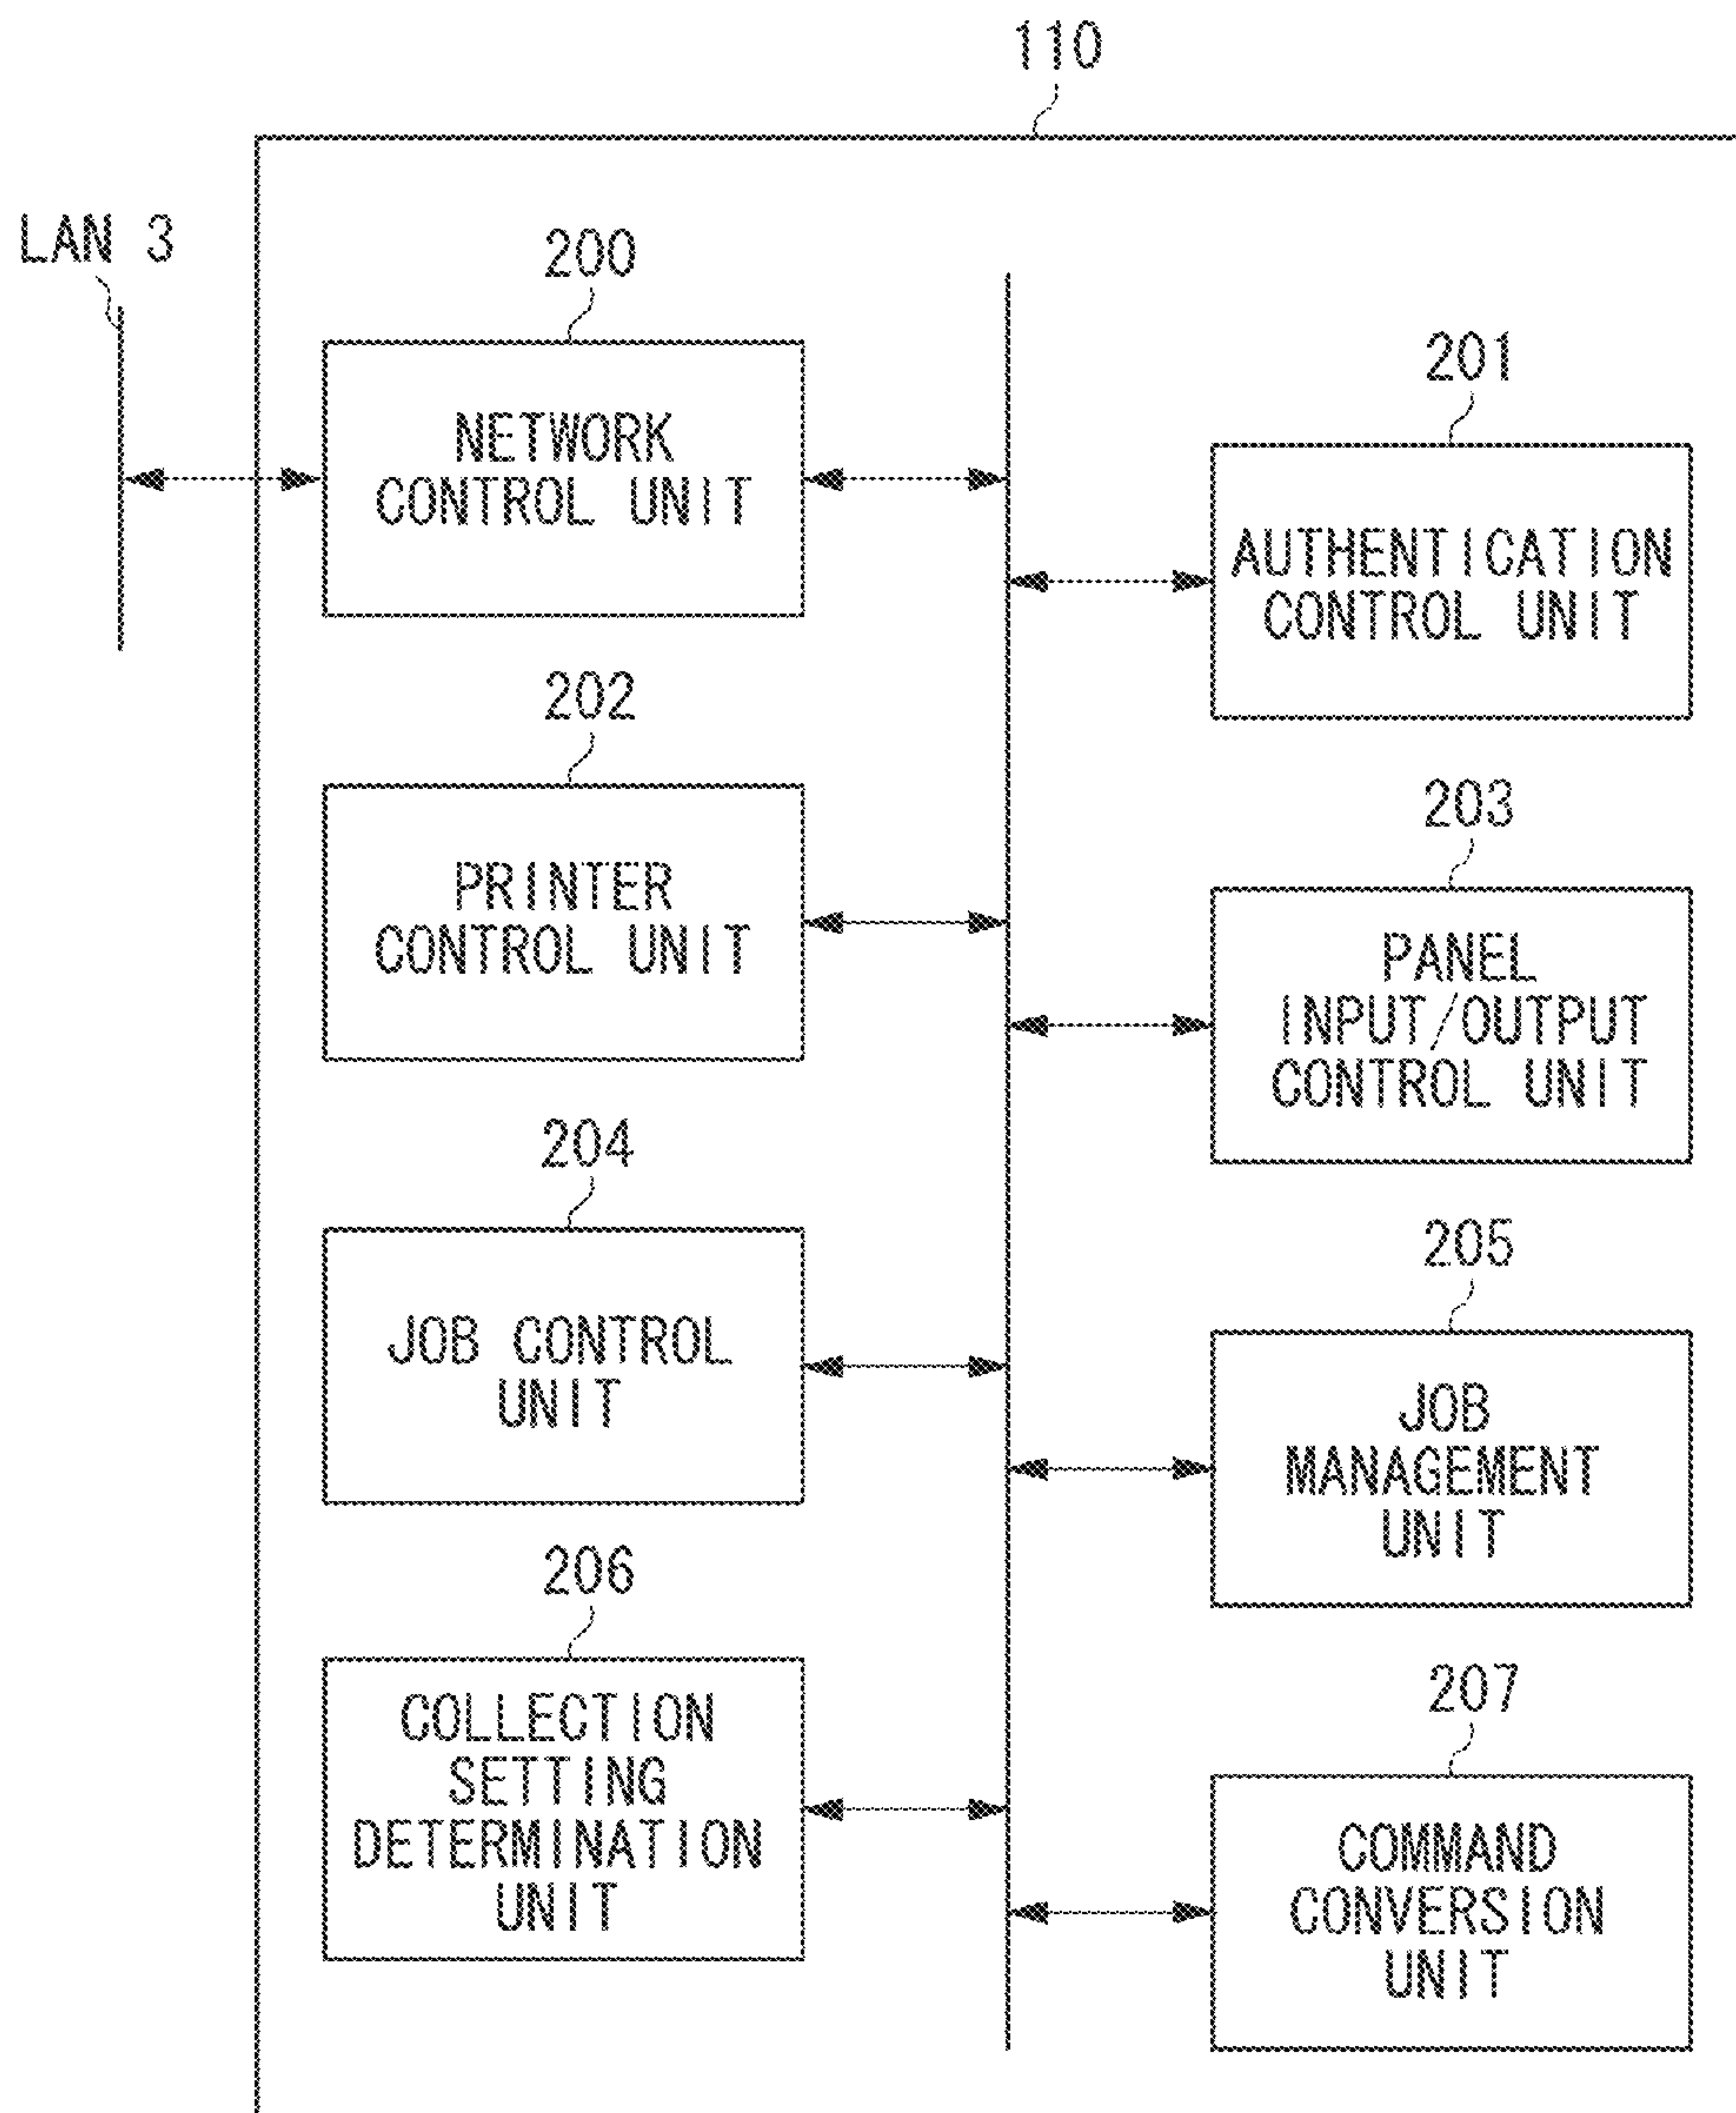 110
LAN 3
200
NETWORK
CONTROL UNIT
201
AUTHENTICATION
CONTROL UNIT
202
PRINTER
CONTROL UNIT
203
PANEL
INPUT/OUTPUT
CONTROL UNIT
204
JOB CONTROL
UNIT
205
JOB
MANAGEMENT
UNIT
206
COLLECTION
SETTING
DETERMINATION
UNIT
207
COMMAND
CONVERSION
UNIT